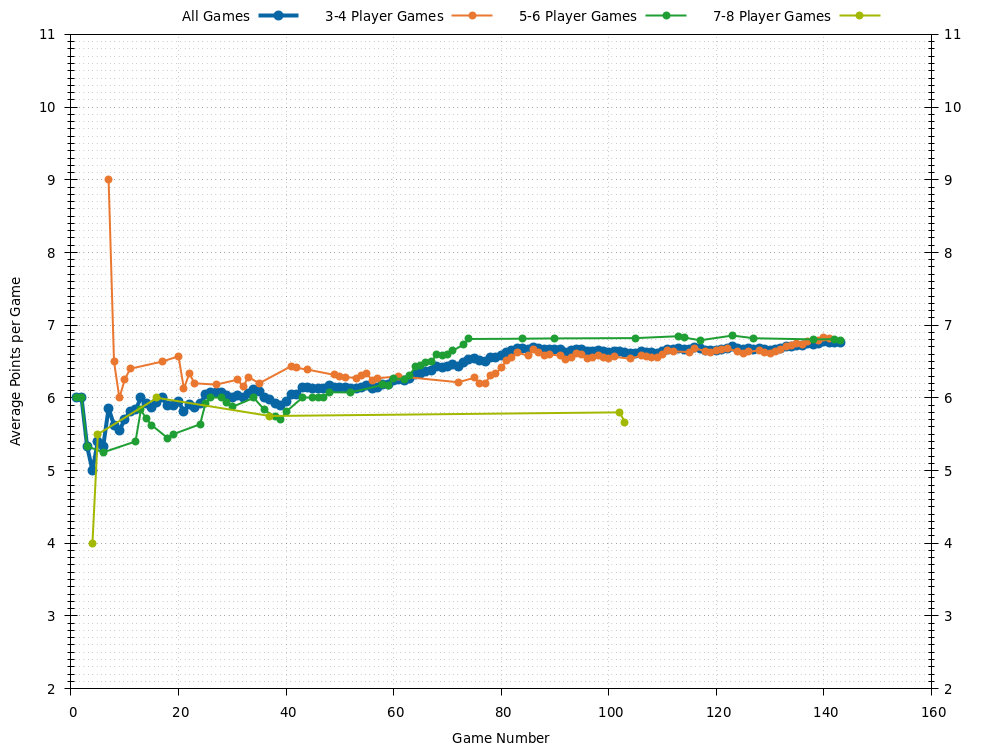 All Games 3-4 Player Games 5-6 Player Games 7-8 Player Games
11 11
10 10
9 9
8 8
7 7
6 6
5 5
4 4
3 3
2 2
Average Points per Game
0 20 40 60 80 100 120 140 160
Game Number